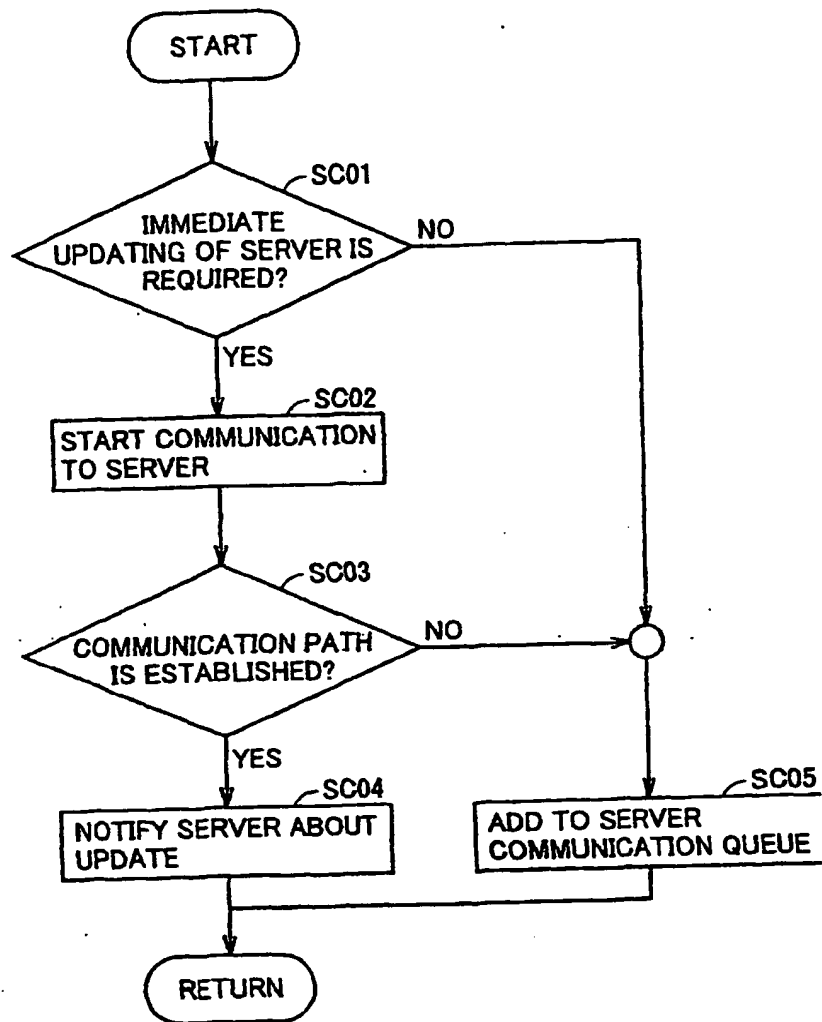 START
SC01
IMMEDIATE
UPDATING OF SERVER IS
REQUIRED?
NO
YES
SC02
START COMMUNICATION
TO SERVER
SC03
COMMUNICATION PATH
IS ESTABLISHED?
NO
YES
SC04
NOTIFY SERVER ABOUT
UPDATE
SC05
ADD TO SERVER
COMMUNICATION QUEUE
RETURN